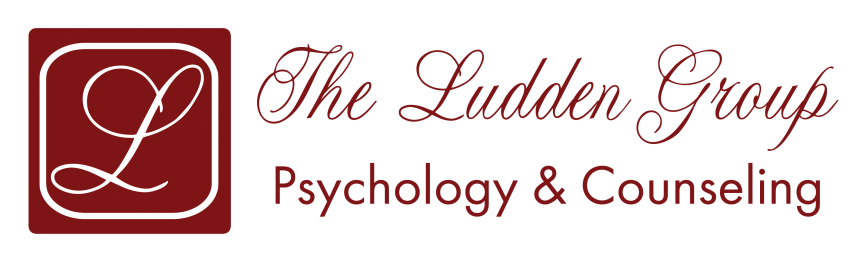 L
The Ludden Group
Psychology & Counseling